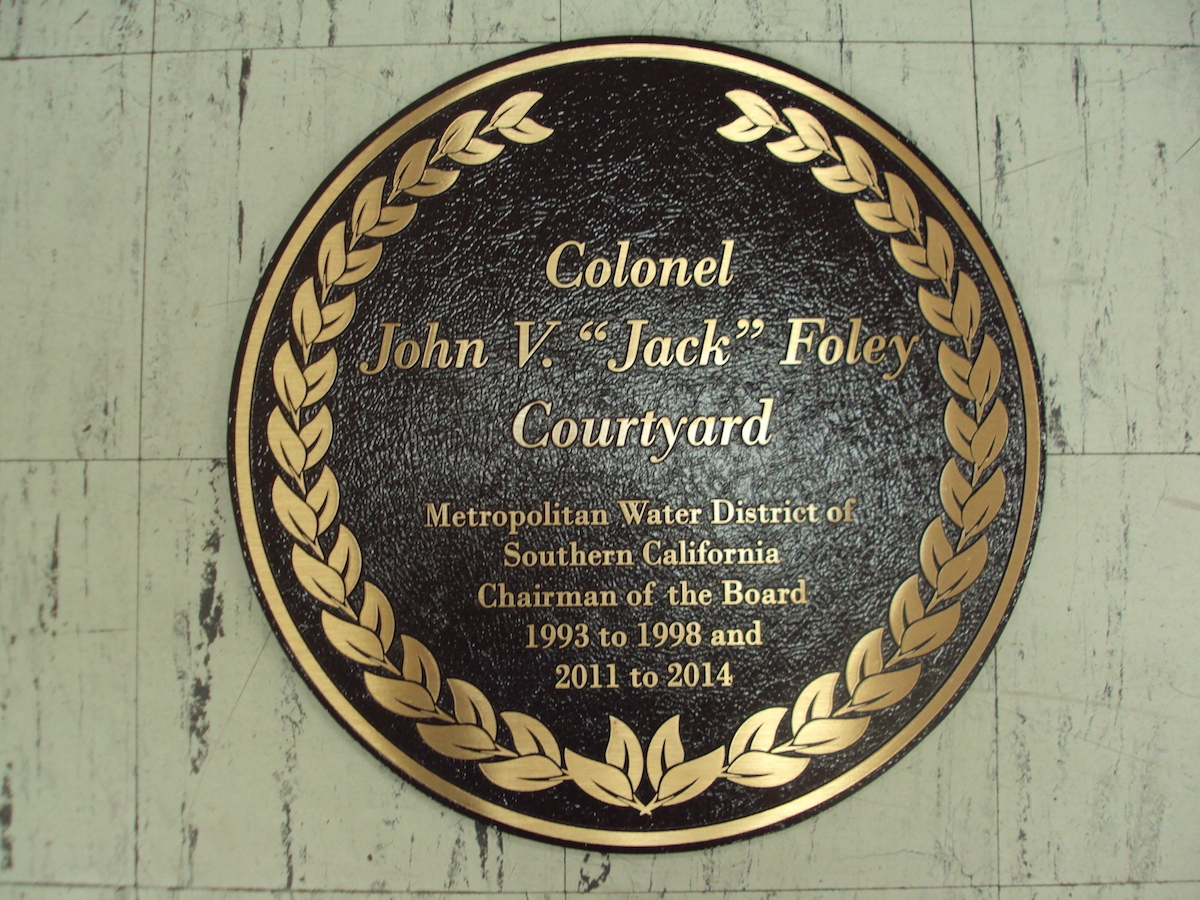 Colonel
John V. “Jack” Foley
Courtyard
Metropolitan Water District of
Southern California
Chairman of the Board
1993 to 1998 and
2011 to 2014